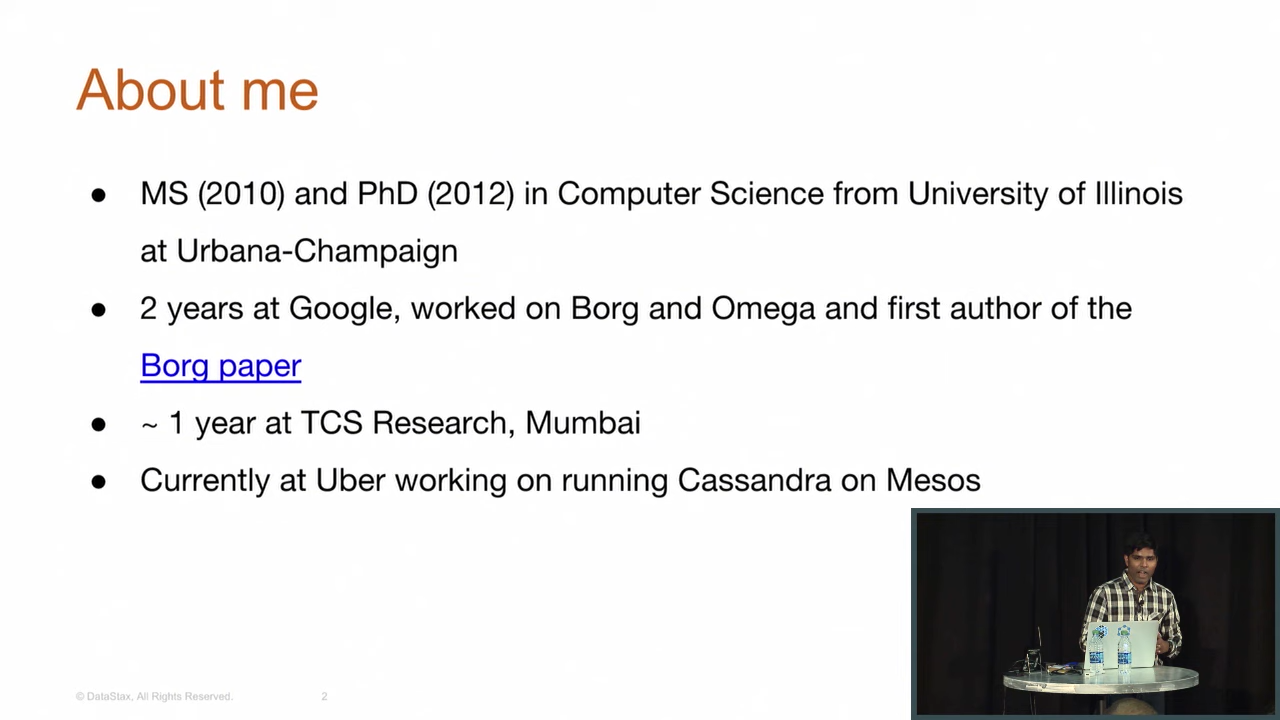 About me
● MS (2010) and PhD (2012) in Computer Science from University of Illinois
at Urbana-Champaign
● 2 years at Google, worked on Borg and Omega and first author of the
Borg paper
● ~ 1 year at TCS Research, Mumbai
● Currently at Uber working on running Cassandra on Mesos
© DataStax, All Rights Reserved. 2